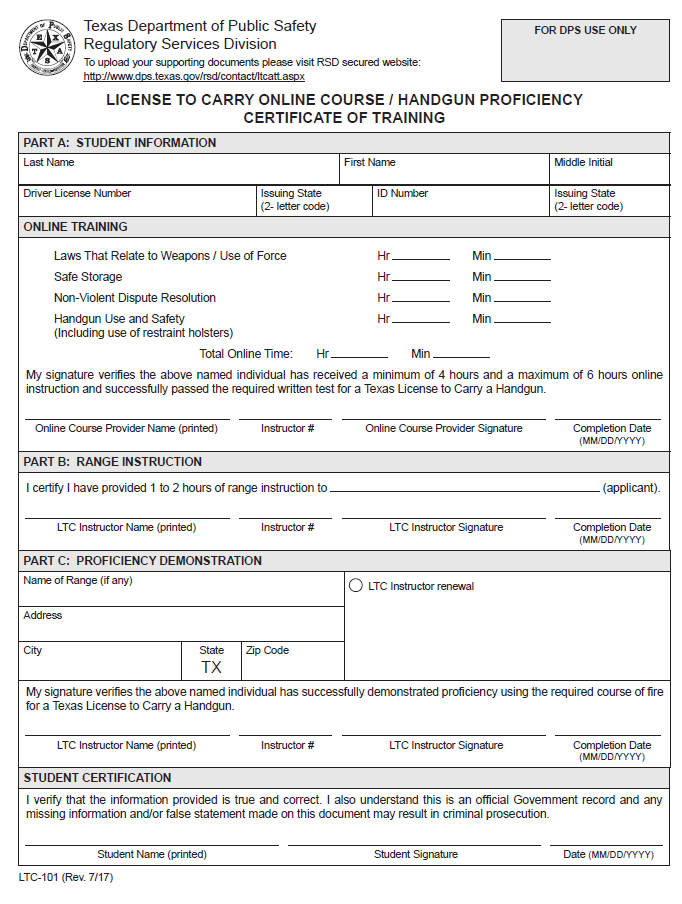 Texas Department of Public Safety
Regulatory Services Division
To upload your supporting documents please visit RSD secured website:
http://www.dps.texas.gov/rsd/contact/ltcatt.aspx
FOR DPS USE ONLY
LICENSE TO CARRY ONLINE COURSE / HANDGUN PROFICIENCY
CERTIFICATE OF TRAINING
PART A: STUDENT INFORMATION
Last Name First Name Middle Initial
Driver License Number Issuing State ID Number Issuing State
(2- letter code) (2- letter code)
ONLINE TRAINING
Laws That Relate to Weapons / Use of Force Hr Min
Safe Storage Hr Min
Non-Violent Dispute Resolution Hr Min
Handgun Use and Safety Hr Min
(Including use of restraint holsters)
Total Online Time: Hr Min
My signature verifies the above named individual has received a minimum of 4 hours and a maximum of 6 hours online
instruction and successfully passed the required written test for a Texas License to Carry a Handgun.
Online Course Provider Name (printed) Instructor # Online Course Provider Signature Completion Date
(MM/DD/YYYY)
PART B: RANGE INSTRUCTION
I certify I have provided 1 to 2 hours of range instruction to (applicant).
LTC Instructor Name (printed) Instructor # LTC Instructor Signature Completion Date
(MM/DD/YYYY)
PART C: PROFICIENCY DEMONSTRATION
Name of Range (if any)
LTC Instructor renewal
Address
City State Zip Code
TX
My signature verifies the above named individual has successfully demonstrated proficiency using the required course of fire
for a Texas License to Carry a Handgun.
LTC Instructor Name (printed) Instructor # LTC Instructor Signature Completion Date
(MM/DD/YYYY)
STUDENT CERTIFICATION
I verify that the information provided is true and correct. I also understand this is an official Government record and any
missing information and/or false statement made on this document may result in criminal prosecution.
Student Name (printed) Student Signature Date (MM/DD/YYYY)
LTC-101 (Rev. 7/17)